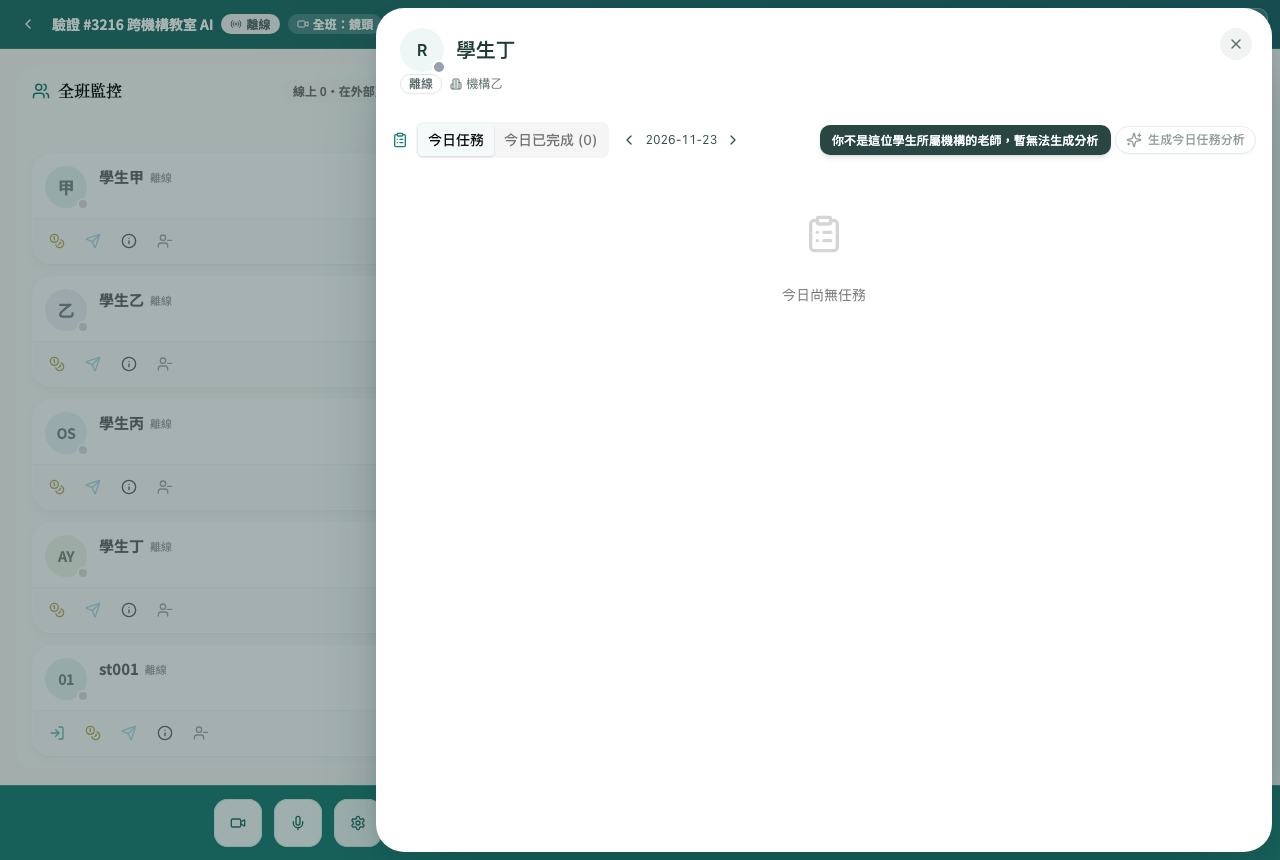 驗證 #3216 跨機構教室 AI 離線 全班：鏡頭
全班監控 線上 0・在外部
甲 學生甲 離線
乙 學生乙 離線
OS 學生丙 離線
AY 學生丁 離線
01 st001 離線
R 學生丁
離線 機構乙
今日任務 今日已完成 (0) 2026-11-23 你不是這位學生所屬機構的老師，暫無法生成分析 生成今日任務分析
今日尚無任務